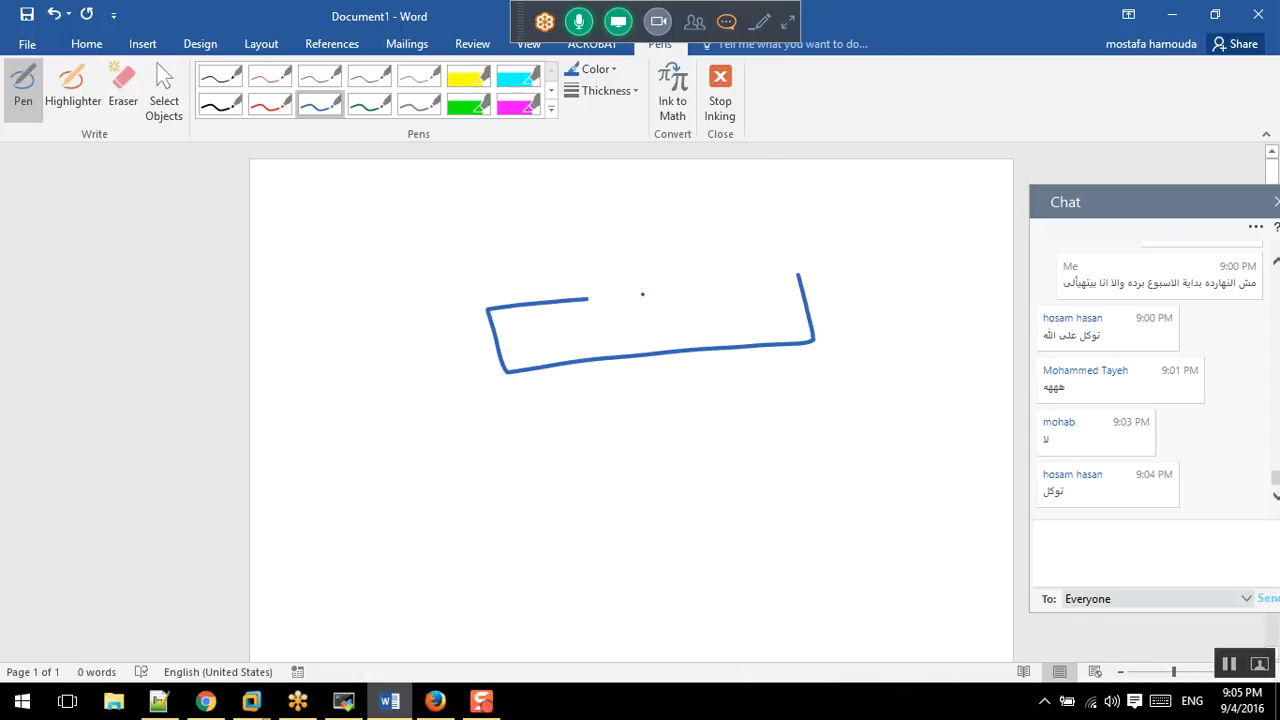 Document1 - Word
File
Home
Insert
Design
Layout
References
Mailings
Review
View
ACROBAT
Pens
Tell me what you want to do...
mostafa hamouda
Share
Pen
Highlighter
Eraser
Select Objects
Color
Thickness
Ink to Math
Stop Inking
Write
Pens
Convert
Close
Chat
Me 9:00 PM
مش النهارده بداية الاسبوع برده والا انا بيتهيألى
hosam hasan 9:00 PM
توكل على الله
Mohammed Tayeh 9:01 PM
هههه
mohab 9:03 PM
لا
hosam hasan 9:04 PM
توكل
To: Everyone
Send
Page 1 of 1
0 words
English (United States)
ENG
9:05 PM
9/4/2016